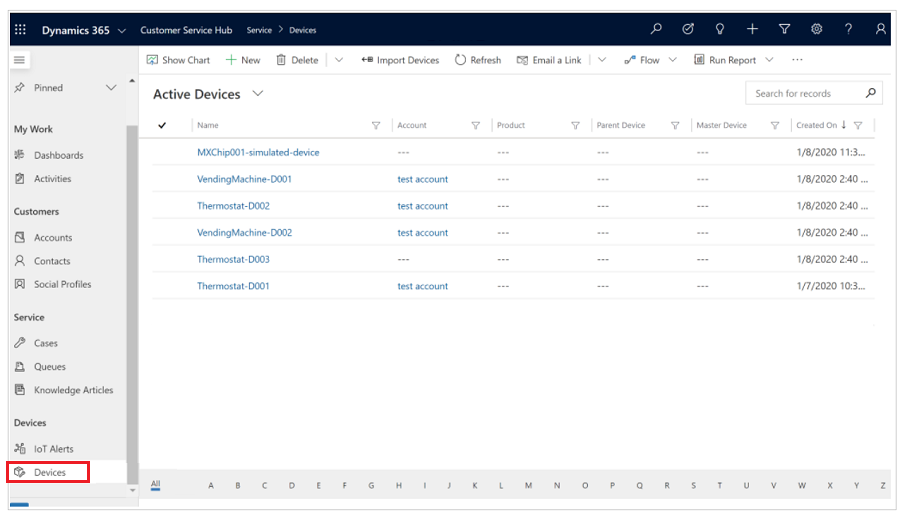 Dynamics 365 Customer Service Hub Service > Devices
Show Chart New Delete Import Devices Refresh Email a Link Flow Run Report ...
Pinned
Active Devices
Search for records
Name Account Product Parent Device Master Device Created On
MXChip001-simulated-device --- --- --- --- 1/8/2020 11:3...
VendingMachine-D001 test account --- --- --- 1/8/2020 2:40 ...
Thermostat-D002 test account --- --- --- 1/8/2020 2:40 ...
VendingMachine-D002 test account --- --- --- 1/8/2020 2:40 ...
Thermostat-D003 --- --- --- --- 1/8/2020 2:40 ...
Thermostat-D001 test account --- --- --- 1/7/2020 10:3...
My Work
Dashboards
Activities
Customers
Accounts
Contacts
Social Profiles
Service
Cases
Queues
Knowledge Articles
Devices
IoT Alerts
Devices
All A B C D E F G H I J K L M N O P Q R S T U V W X Y Z